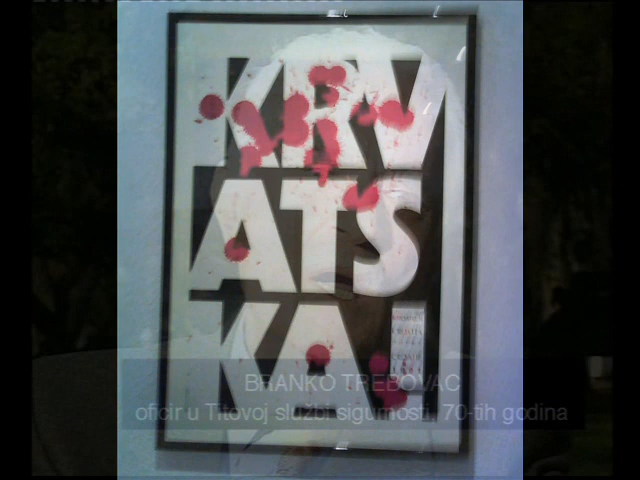 KRV
ATS
KA!
BRANKO TREBOVAC
oficir u Titovoj službi sigurnosti, 70-tih godina